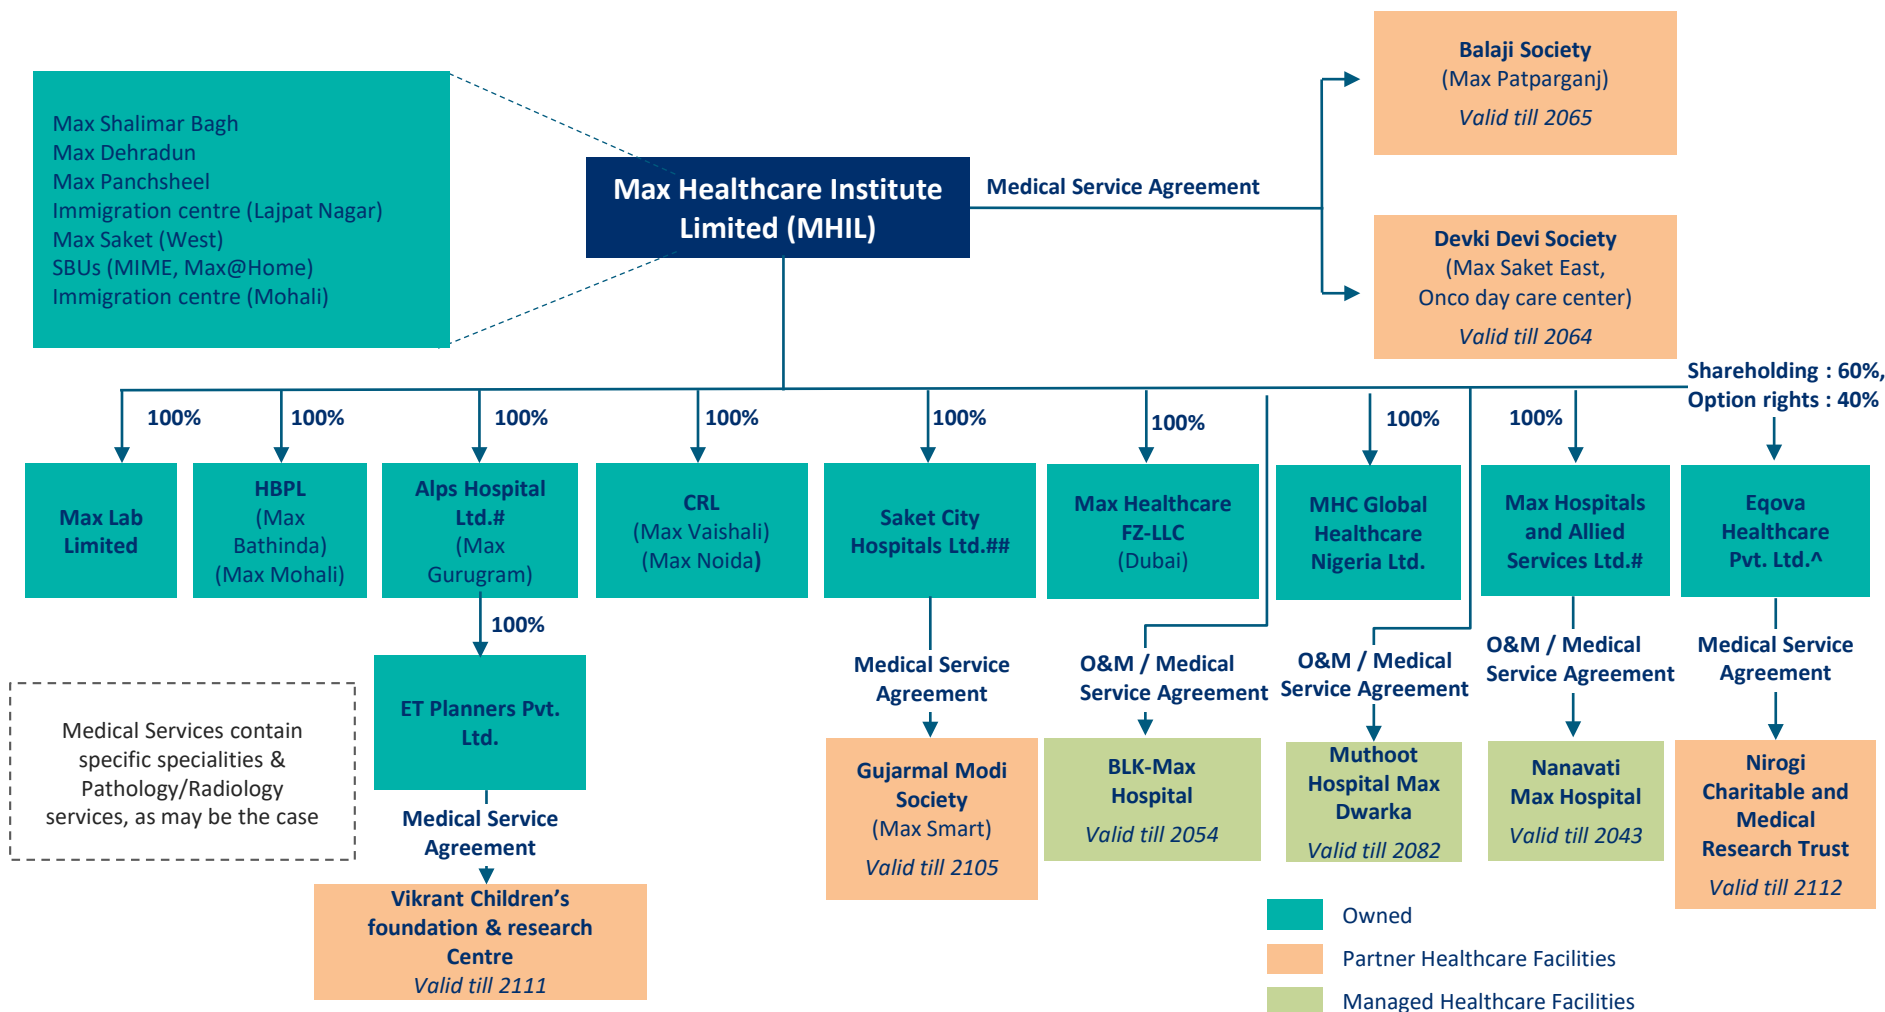 Balaji Society
(Max Patparganj)
Valid till 2065
Max Shalimar Bagh
Max Dehradun
Max Panchsheel
Immigration centre (Lajpat Nagar)
Max Saket (West)
SBUs (MIME, Max@Home)
Immigration centre (Mohali)
Max Healthcare Institute
Limited (MHIL)
Medical Service Agreement
Devki Devi Society
(Max Saket East,
Onco day care center)
Valid till 2064
Shareholding : 60%,
Option rights : 40%
100%
100%
100%
100%
100%
100%
100%
100%
Max Lab
Limited
HBPL
(Max
Bathinda)
(Max Mohali)
Alps Hospital
Ltd.#
(Max
Gurugram)
CRL
(Max Vaishali)
(Max Noida)
Saket City
Hospitals Ltd.##
Max Healthcare
FZ-LLC
(Dubai)
MHC Global
Healthcare
Nigeria Ltd.
Max Hospitals
and Allied
Services Ltd.#
Eqova
Healthcare
Pvt. Ltd.^
100%
Medical Service
Agreement
O&M / Medical
Service Agreement
O&M / Medical
Service Agreement
O&M / Medical
Service Agreement
Medical Service
Agreement
Medical Services contain
specific specialities &
Pathology/Radiology
services, as may be the case
ET Planners Pvt.
Ltd.
Medical Service
Agreement
Vikrant Children’s
foundation & research
Centre
Valid till 2111
Gujarmal Modi
Society
(Max Smart)
Valid till 2105
BLK-Max
Hospital
Valid till 2054
Muthoot
Hospital Max
Dwarka
Valid till 2082
Nanavati
Max Hospital
Valid till 2043
Nirogi
Charitable and
Medical
Research Trust
Valid till 2112
Owned
Partner Healthcare Facilities
Managed Healthcare Facilities